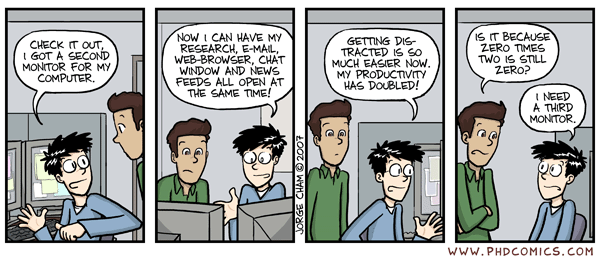 CHECK IT OUT,
I GOT A SECOND
MONITOR FOR MY
COMPUTER.
NOW I CAN HAVE MY
RESEARCH, E-MAIL,
WEB-BROWSER, CHAT
WINDOW AND NEWS
FEEDS ALL OPEN AT
THE SAME TIME!
JORGE CHAM © 2007
GETTING DIS-
TRACTED IS SO
MUCH EASIER NOW.
MY PRODUCTIVITY
HAS DOUBLED!
IS IT BECAUSE
ZERO TIMES
TWO IS STILL
ZERO?
I NEED
A THIRD
MONITOR.
WWW.PHDCOMICS.COM